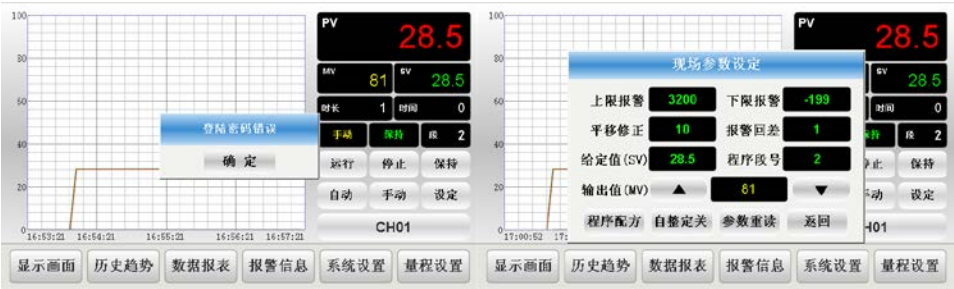 100
80
60
40
20
0
16:53:21 16:54:21 16:55:21 16:56:21 16:57:21
登陆密码错误
确定
PV 28.5
MV 81 SV 28.5
时长 1 时间 0
手动 保持 段 2
运行 停止 保持
自动 手动 设定
CH01
显示画面 历史趋势 数据报表 报警信息 系统设置 量程设置
100
80
60
40
20
0
17:00:52 17:
现场参数设定
上限报警 3200 下限报警 -199
平移修正 10 报警回差 1
给定值(SV) 28.5 程序段号 2
输出值(MV) ▲ 81 ▼
程序配方 自整定关 参数重读 返回
PV 28.5
SV 28.5
时间 0
段 2
保持
设定
显示画面 历史趋势 数据报表 报警信息 系统设置 量程设置